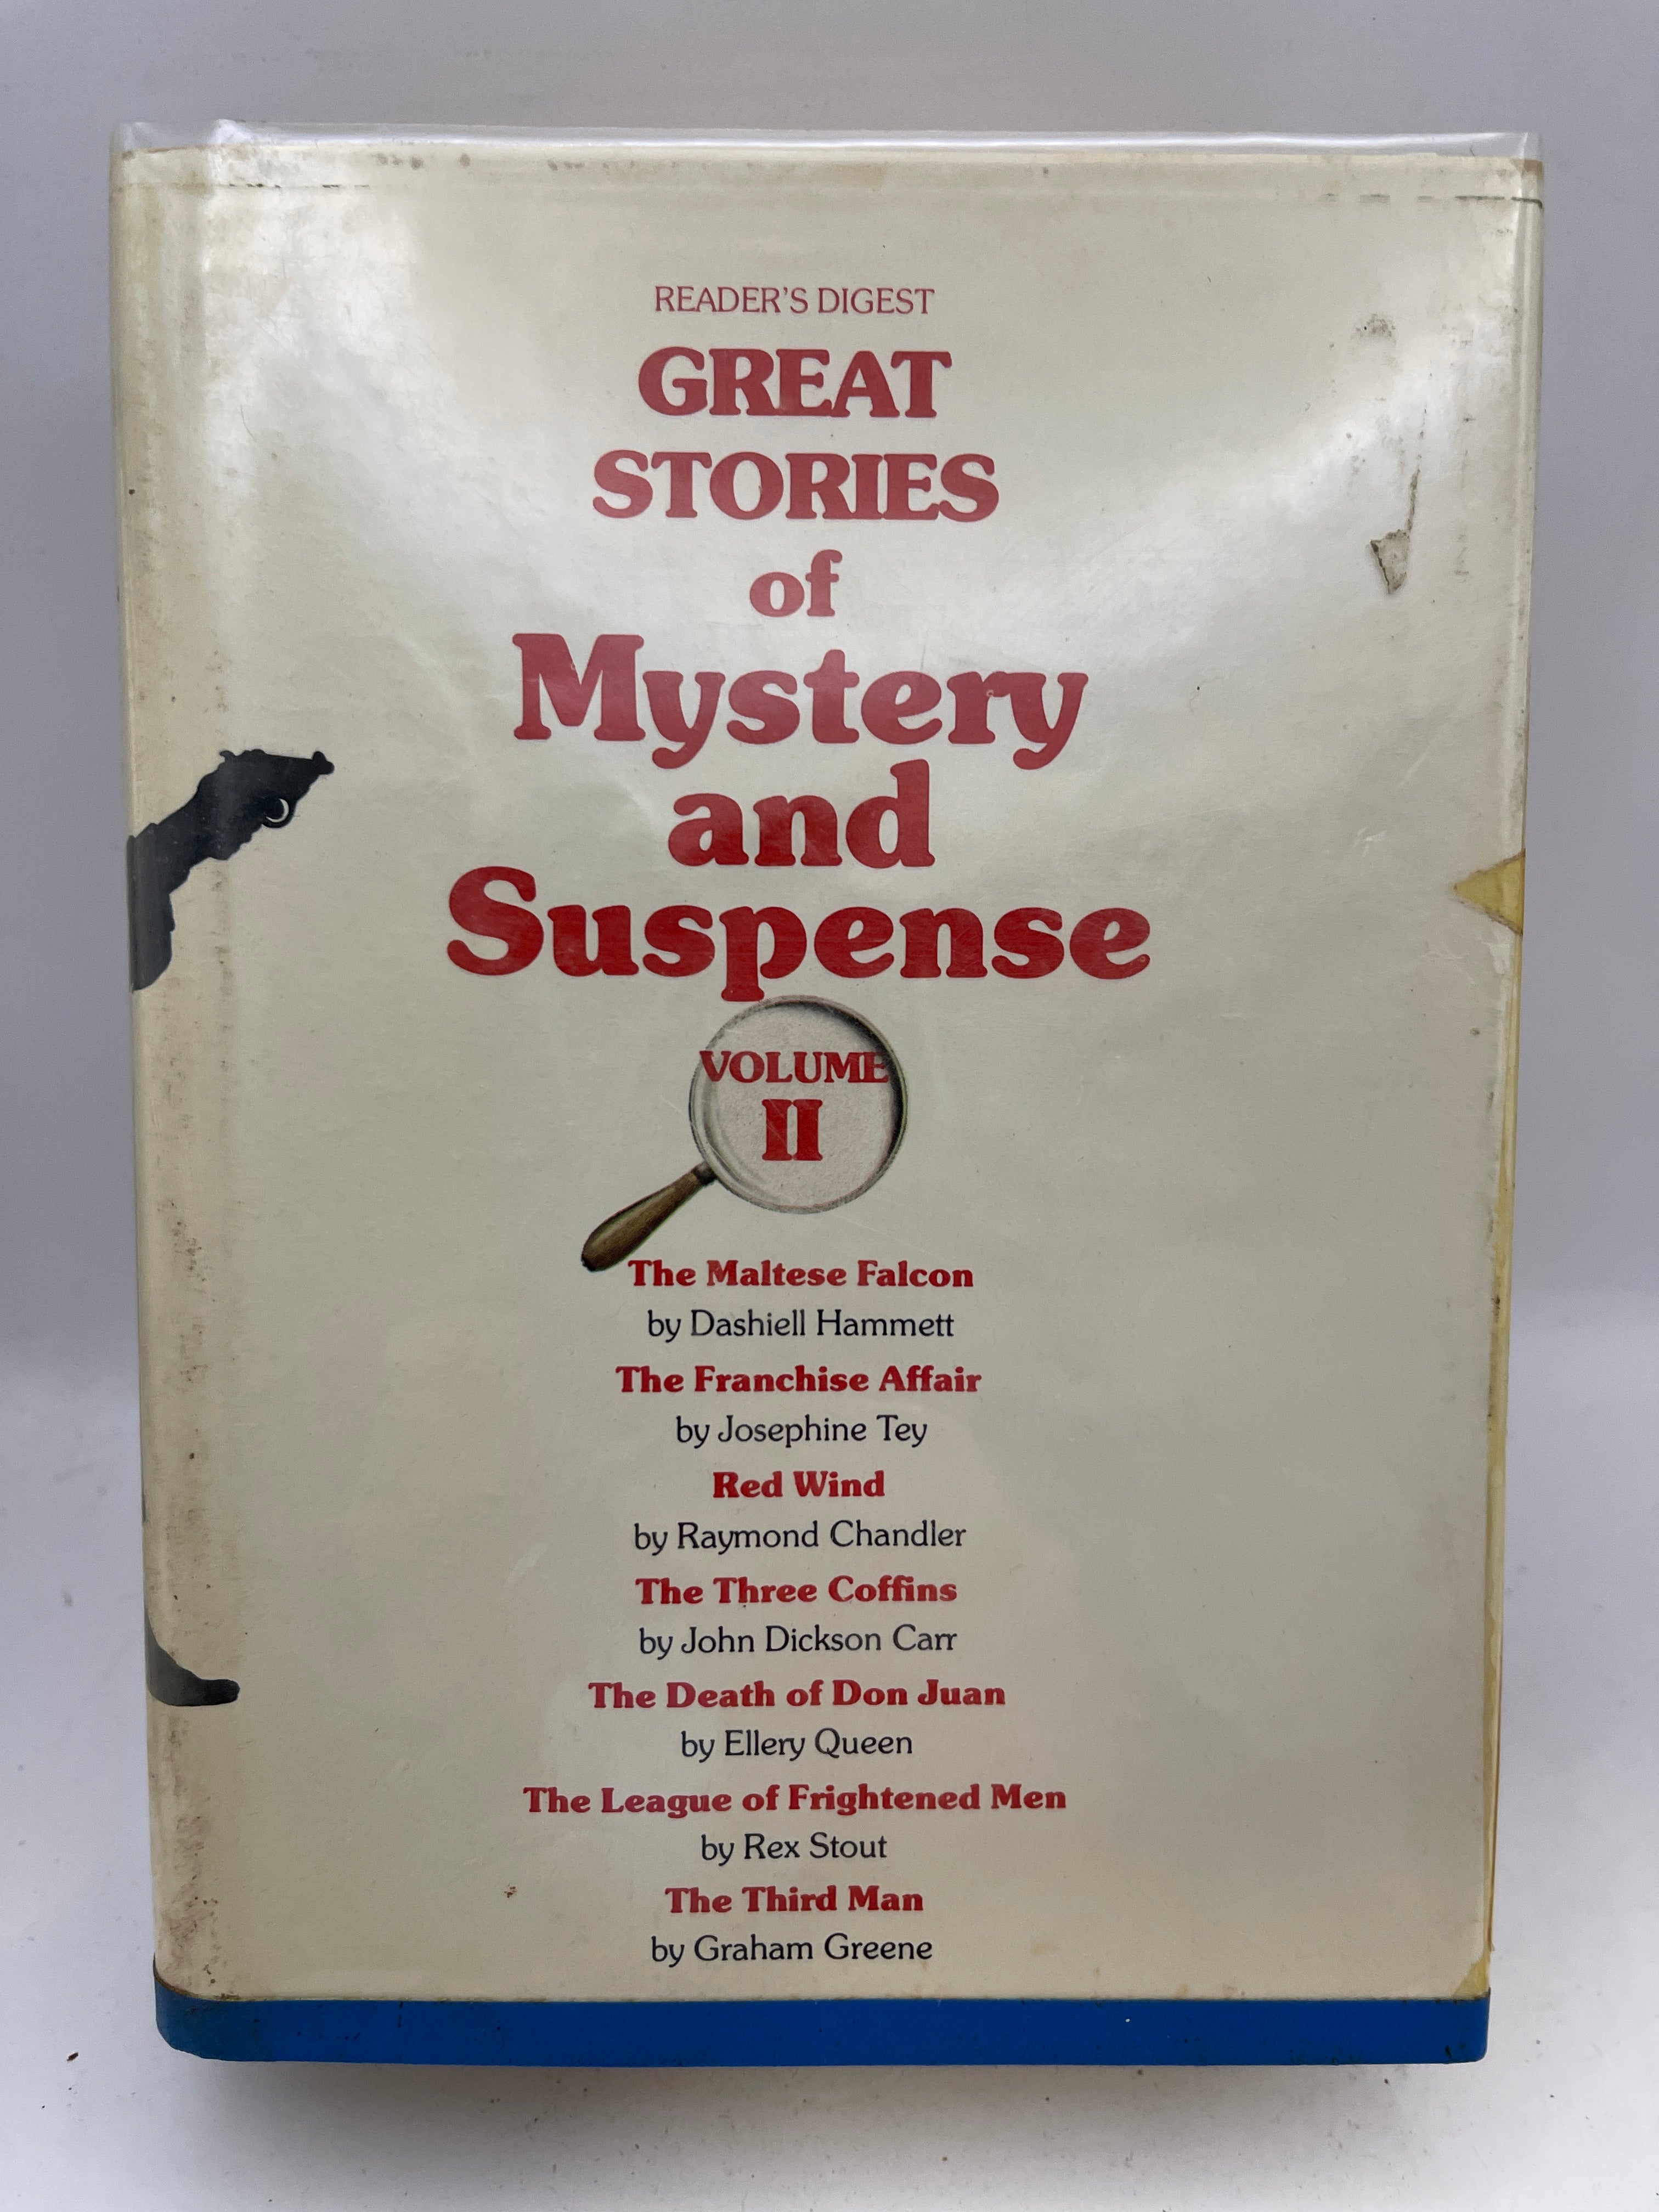 READER'S DIGEST
GREAT
STORIES
of
Mystery
and
Suspense
VOLUME
II
The Maltese Falcon
by Dashiell Hammett
The Franchise Affair
by Josephine Tey
Red Wind
by Raymond Chandler
The Three Coffins
by John Dickson Carr
The Death of Don Juan
by Ellery Queen
The League of Frightened Men
by Rex Stout
The Third Man
by Graham Greene